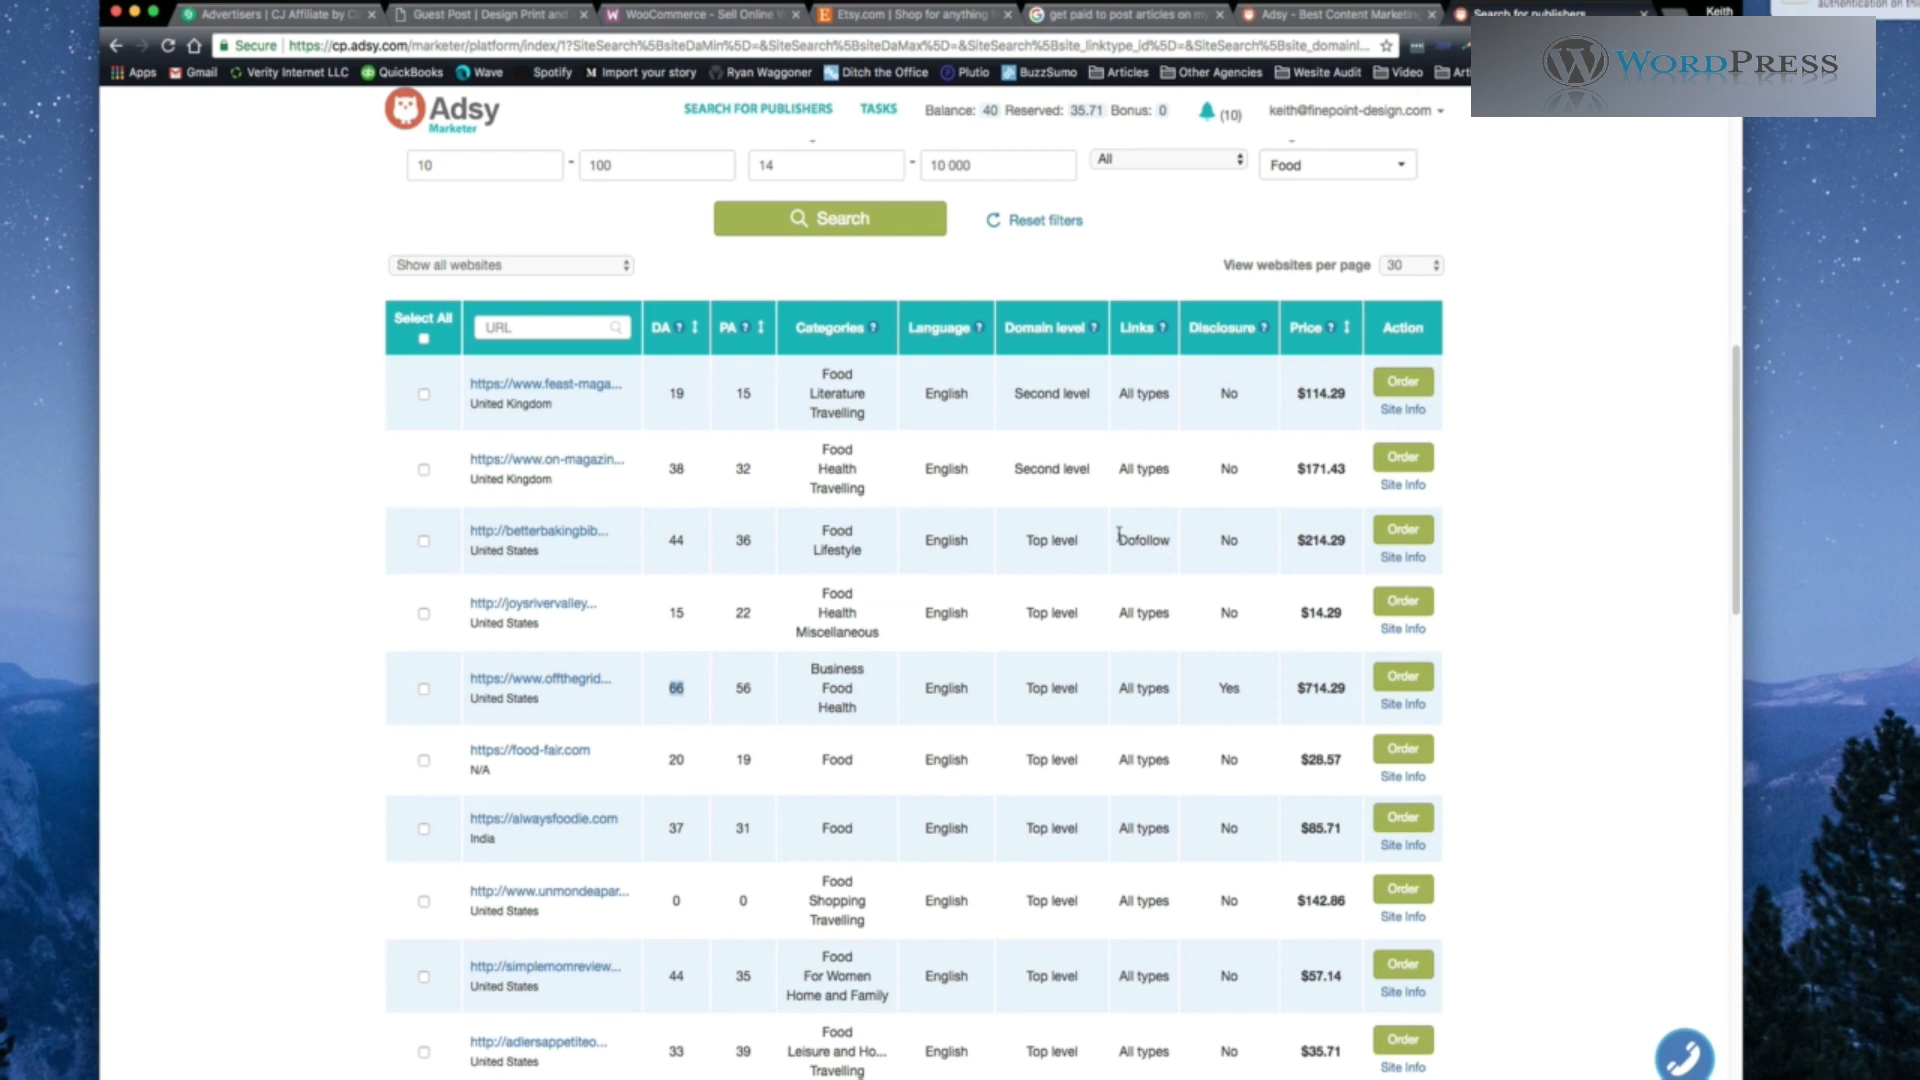 Advertisers | CJ Affiliate by C
Guest Post | Design Print and
WooCommerce - Sell Online
Etsy.com | Shop for anything
get paid to post articles on my
Adsy - Best Content Marketing
Search for publishers
Keith
authentication on
Secure
https://cp.adsy.com/marketer/platform/index/1?SiteSearch%5BsiteDaMin%5D=&SiteSearch%5BsiteDaMax%5D=&SiteSearch%5Bsite_linktype_id%5D=&SiteSearch%5Bsite_domainl...
WORDPRESS
Apps Gmail Verity Internet LLC QuickBooks Wave Spotify M Import your story Ryan Waggoner Ditch the Office Plutio BuzzSumo Articles Other Agencies Wesite Audit Video Art
Adsy
Marketer
SEARCH FOR PUBLISHERS TASKS Balance: 40 Reserved: 35.71 Bonus: 0 (10) keith@finepoint-design.com
10 - 100 14 - 10 000 All Food
Search Reset filters
Show all websites View websites per page 30
Select All URL DA ? PA ? Categories ? Language ? Domain level ? Links ? Disclosure ? Price ? Action
https://www.feast-maga...
United Kingdom
19 15
Food
Literature
Travelling
English Second level All types No $114.29
Order
Site Info
https://www.on-magazin...
United Kingdom
38 32
Food
Health
Travelling
English Second level All types No $171.43
Order
Site Info
http://betterbakingbib...
United States
44 36
Food
Lifestyle
English Top level Dofollow No $214.29
Order
Site Info
http://joysrivervalley...
United States
15 22
Food
Health
Miscellaneous
English Top level All types No $14.29
Order
Site Info
https://www.offthegrid...
United States
66 56
Business
Food
Health
English Top level All types Yes $714.29
Order
Site Info
https://food-fair.com
N/A
20 19
Food
English Top level All types No $28.57
Order
Site Info
https://alwaysfoodie.com
India
37 31
Food
English Top level All types No $85.71
Order
Site Info
http://www.unmondeapar...
United States
0 0
Food
Shopping
Travelling
English Top level All types No $142.86
Order
Site Info
http://simplemomreview...
United States
44 35
Food
For Women
Home and Family
English Top level All types No $57.14
Order
Site Info
http://adlersappetiteo...
United States
33 39
Food
Leisure and Ho...
Travelling
English Top level All types No $35.71
Order
Site Info